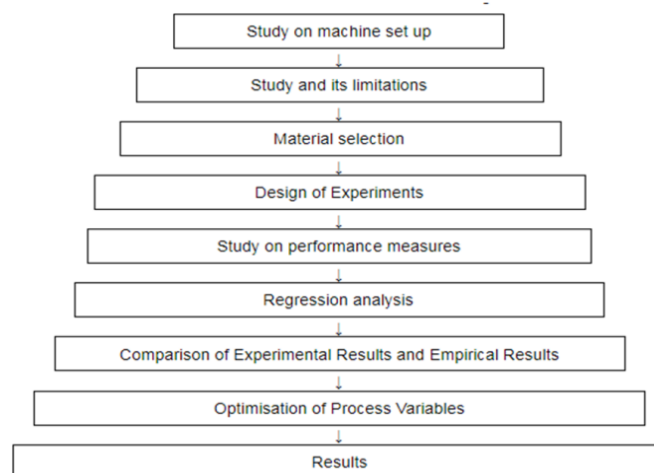 Study on machine set up
↓
Study and its limitations
↓
Material selection
↓
Design of Experiments
↓
Study on performance measures
↓
Regression analysis
↓
Comparison of Experimental Results and Empirical Results
↓
Optimisation of Process Variables
↓
Results